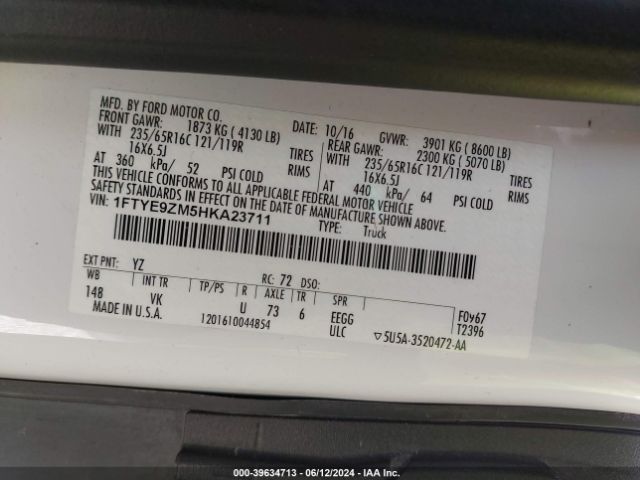 MFD. BY FORD MOTOR CO.
DATE: 10/16 GVWR: 3901 KG ( 8600 LB)
FRONT GAWR: 1873 KG ( 4130 LB)
REAR GAWR: 2300 KG ( 5070 LB)
WITH 235/65R16C 121/119R TIRES
WITH 235/65R16C 121/119R TIRES
16X6.5J RIMS
16X6.5J RIMS
AT 360 kPa/ 52 PSI COLD
AT 440 kPa/ 64 PSI COLD
THIS VEHICLE CONFORMS TO ALL APPLICABLE FEDERAL MOTOR VEHICLE
SAFETY STANDARDS IN EFFECT ON THE DATE OF MANUFACTURE SHOWN ABOVE.
VIN: 1FTYE9ZM5HKA23711
TYPE: Truck
EXT PNT: YZ RC: 72 DSO:
WB INT TR TP/PS R AXLE TR SPR
148 VK U 73 6 EEGG
F0467
MADE IN U.S.A. 1201610044854 ULC
T2396
▽5U5A-3520472-AA
000-39634713 - 06/12/2024 - IAA Inc.